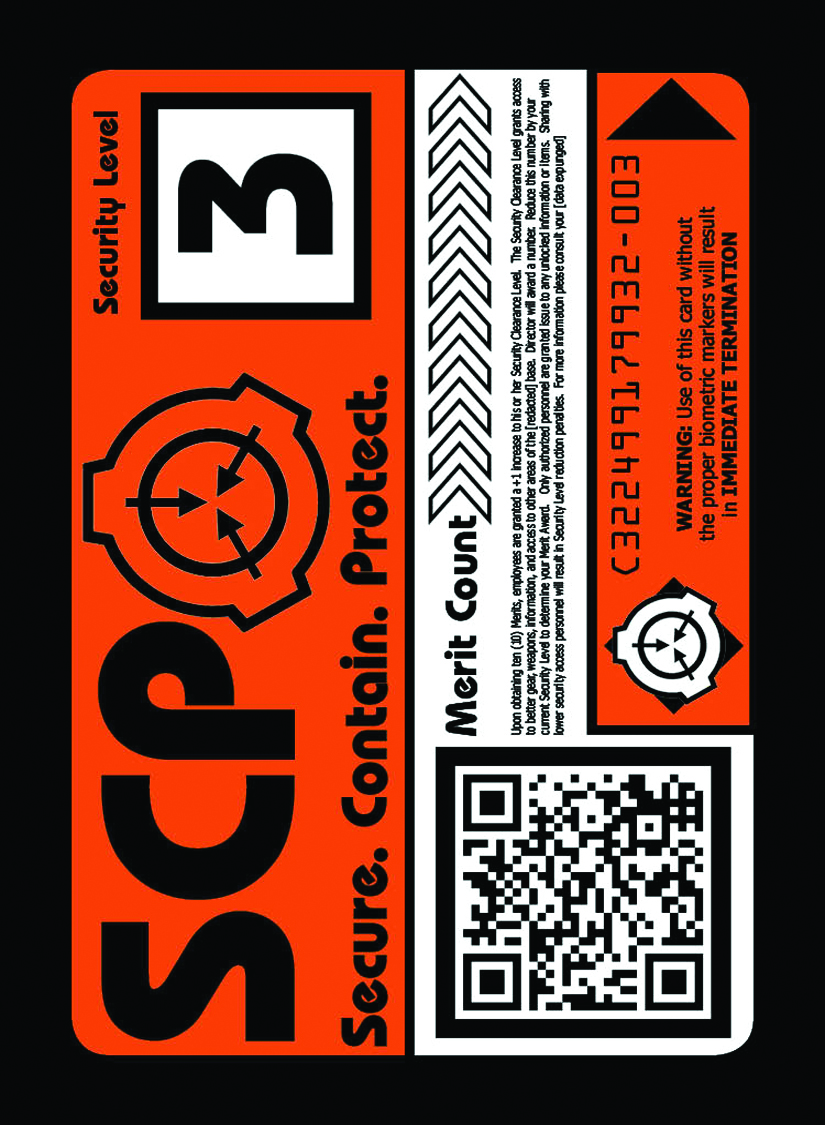 SCP
Security Level
3
Secure. Contain. Protect.
Merit Count
Upon obtaining ten (10) Merits, employees are granted a +1 increase to his or her Security Clearance Level. The Security Clearance Level grants access
to better gear, weapons, information, and access to other areas of the [redacted] base. Director will award a number. Reduce this number by your
current Security Level to determine your Merit Award. Only authorized personnel are granted issue to any unlocked information or items. Sharing with
lower security access personnel will result in Security Level reduction penalties. For more information please consult your [data expunged]
C322499179932-003
WARNING: Use of this card without
the proper biometric markers will result
in IMMEDIATE TERMINATION